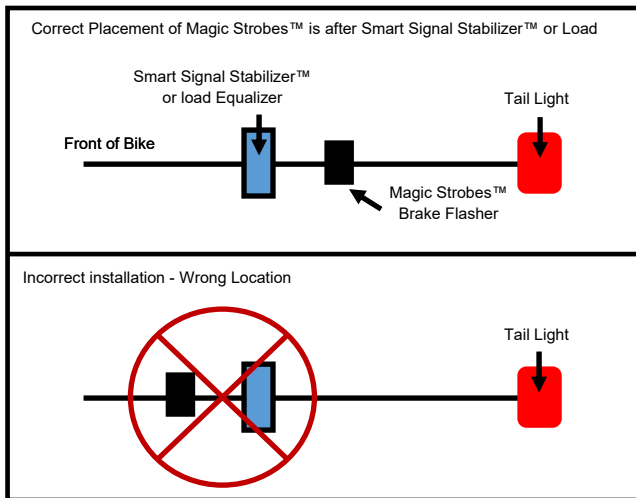 Correct Placement of Magic Strobes™ is after Smart Signal Stabilizer™ or Load
Smart Signal Stabilizer™
or load Equalizer
Tail Light
Front of Bike
Magic Strobes™
Brake Flasher
Incorrect installation - Wrong Location
Tail Light